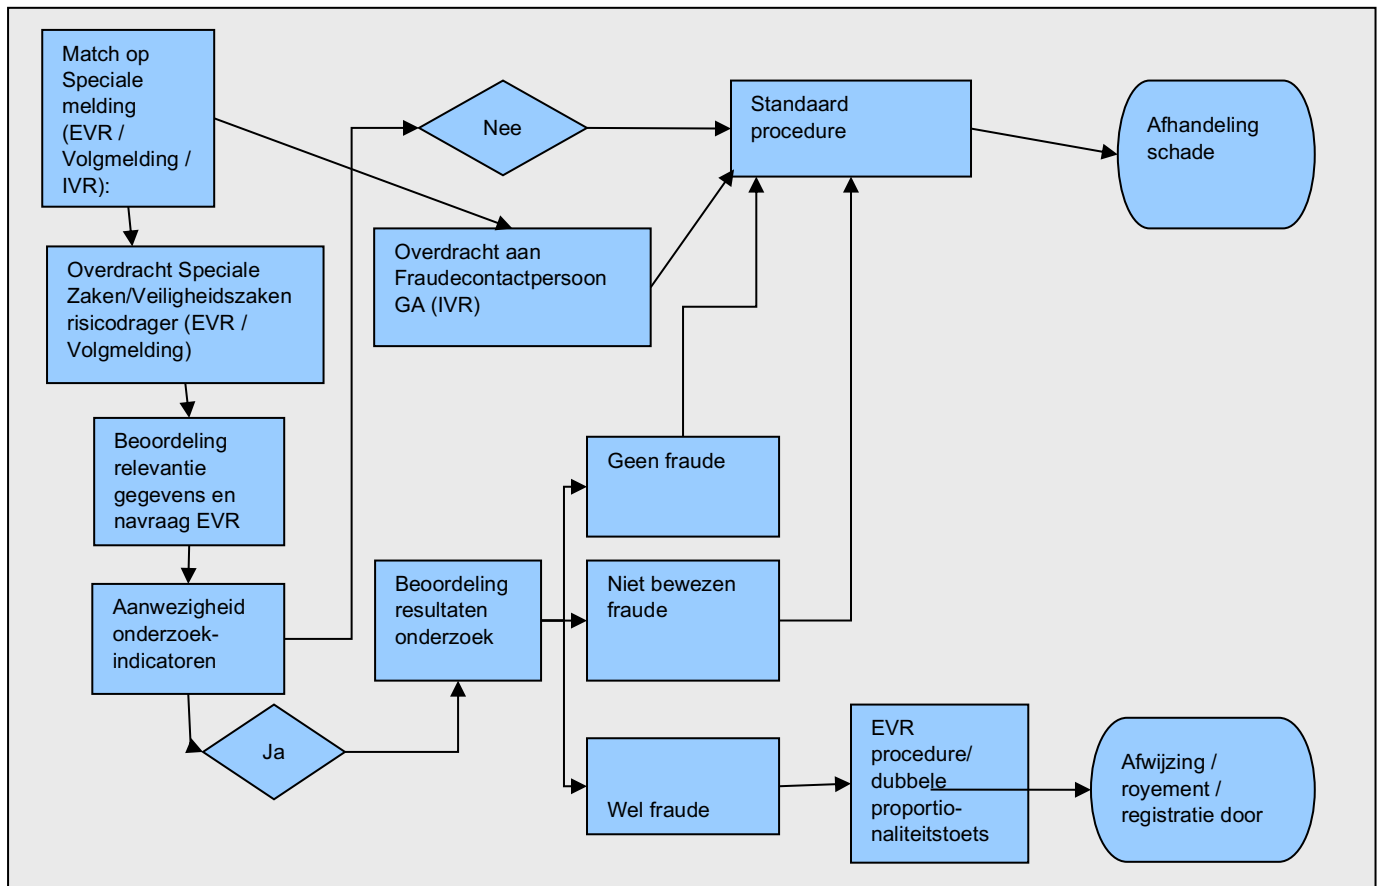 Match op
Speciale
melding
(EVR /
Volgmelding /
IVR):
Nee
Standaard
procedure
Afhandeling
schade
Overdracht Speciale
Zaken/Veiligheidszaken
risicodrager (EVR /
Volgmelding)
Overdracht aan
Fraudecontactpersoon
GA (IVR)
Beoordeling
relevantie
gegevens en
navraag EVR
Geen fraude
Aanwezigheid
onderzoek-
indicatoren
Beoordeling
resultaten
onderzoek
Niet bewezen
fraude
Ja
Wel fraude
EVR
procedure/
dubbele
proportio-
naliteitstoets
Afwijzing /
royement /
registratie door